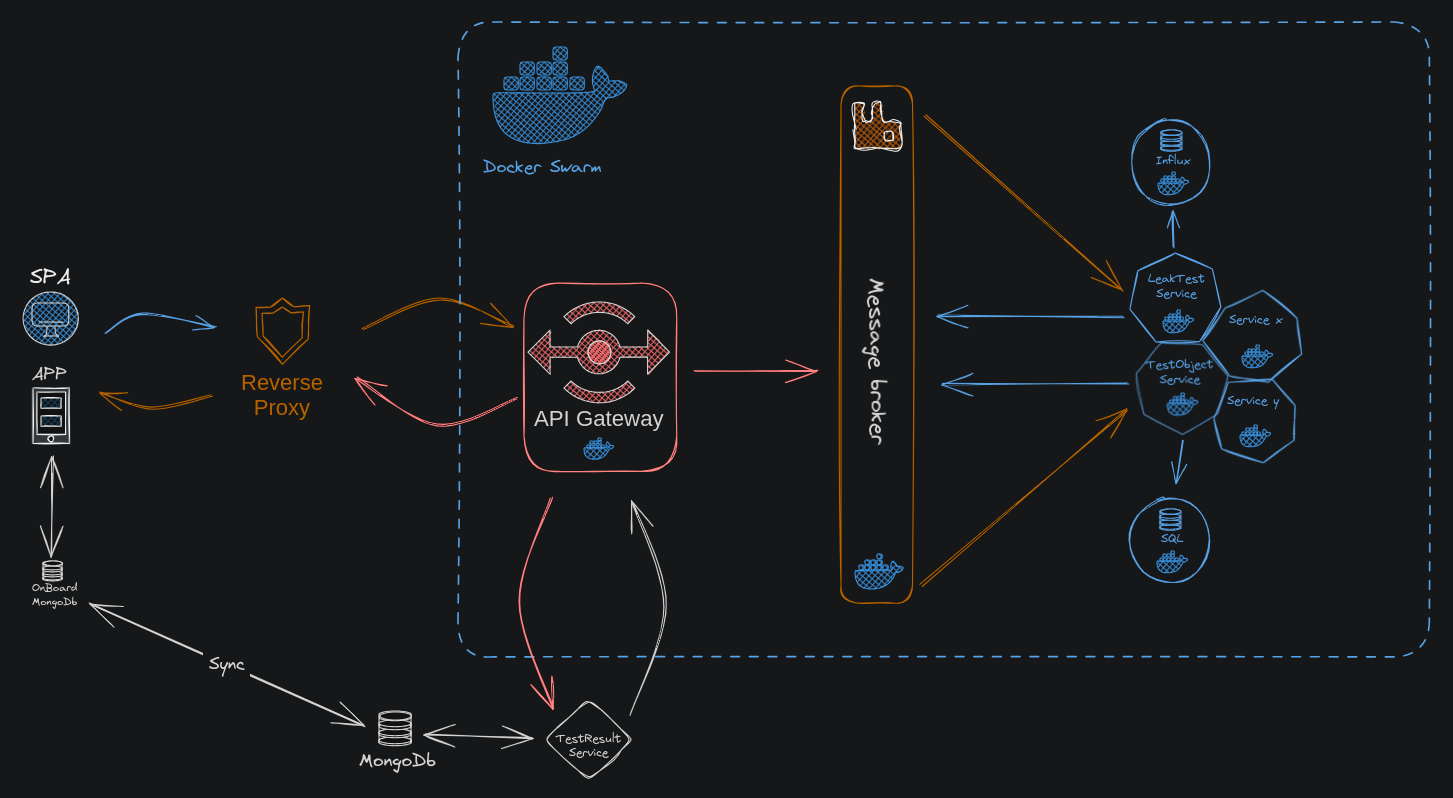 Docker Swarm
Influx
SPA
APP
Reverse
Proxy
API Gateway
Message broker
LeakTest
Service
Service x
TestObject
Service
Service y
SQL
OnBoard
MongoDb
Sync
MongoDb
TestResult
Service